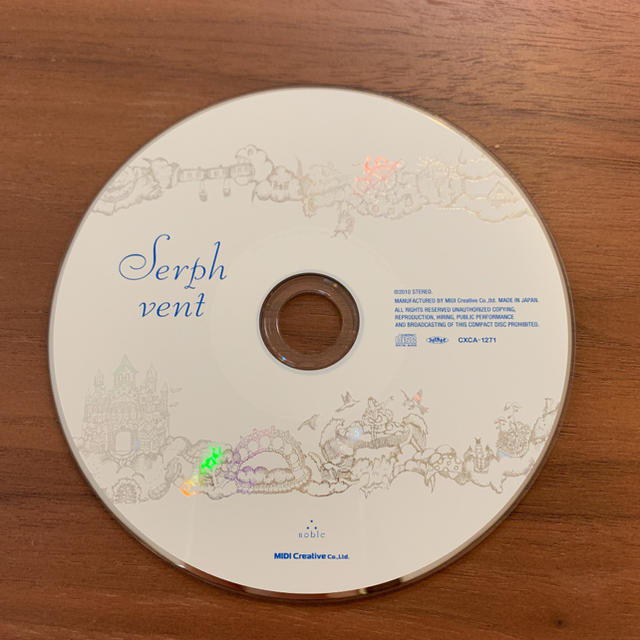 Serph
vent
℗2010 STEREO.
MANUFACTURED BY MIDI Creative Co.,ltd. MADE IN JAPAN.
ALL RIGHTS RESERVED UNAUTHORIZED COPYING,
REPRODUCTION, HIRING, PUBLIC PERFORMANCE
AND BROADCASTING OF THIS COMPACT DISC PROHIBITED.
CXCA-1271
noble
MIDI Creative Co.,Ltd.